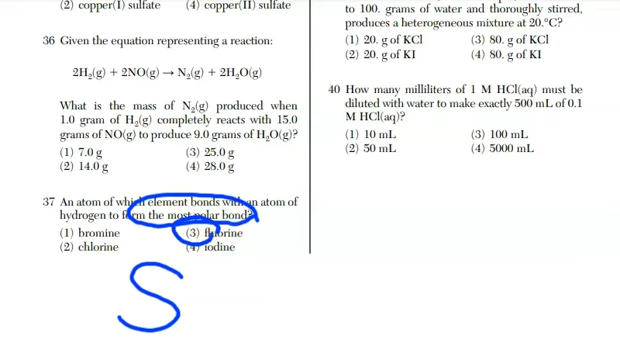 (2) copper(I) sulfate (4) copper(II) sulfate
36 Given the equation representing a reaction:
2H₂(g) + 2NO(g) → N₂(g) + 2H₂O(g)
What is the mass of N₂(g) produced when
1.0 gram of H₂(g) completely reacts with 15.0
grams of NO(g) to produce 9.0 grams of H₂O(g)?
(1) 7.0 g (3) 25.0 g
(2) 14.0 g (4) 28.0 g
37 An atom of which element bonds with an atom of
hydrogen to form the most polar bond?
(1) bromine (3) fluorine
(2) chlorine (4) iodine
S
to 100. grams of water and thoroughly stirred,
produces a heterogeneous mixture at 20.°C?
(1) 20. g of KCl (3) 80. g of KCl
(2) 20. g of KI (4) 80. g of KI
40 How many milliliters of 1 M HCl(aq) must be
diluted with water to make exactly 500 mL of 0.1
M HCl(aq)?
(1) 10 mL (3) 100 mL
(2) 50 mL (4) 5000 mL